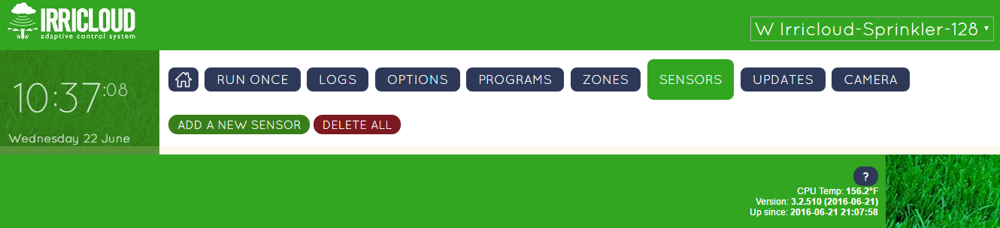 IRRICLOUD
adaptive control system
W Irricloud-Sprinkler-128
10:37:08
Wednesday 22 June
RUN ONCE LOGS OPTIONS PROGRAMS ZONES SENSORS UPDATES CAMERA
ADD A NEW SENSOR DELETE ALL
?
CPU Temp: 156.2°F
Version: 3.2.510 (2016-06-21)
Up since: 2016-06-21 21:07:58